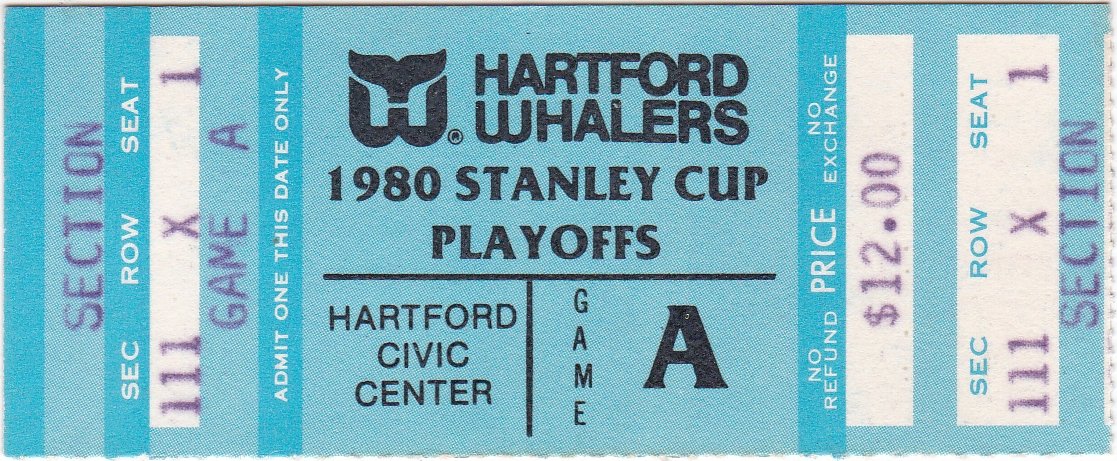 SECTION
SEC ROW SEAT
111 X 1
GAME A
ADMIT ONE THIS DATE ONLY
HARTFORD
WHALERS
®
1980 STANLEY CUP
PLAYOFFS
HARTFORD
CIVIC
CENTER
GAME
A
NO REFUND
PRICE
NO EXCHANGE
$12.00
SEC ROW SEAT
111 X 1
SECTION